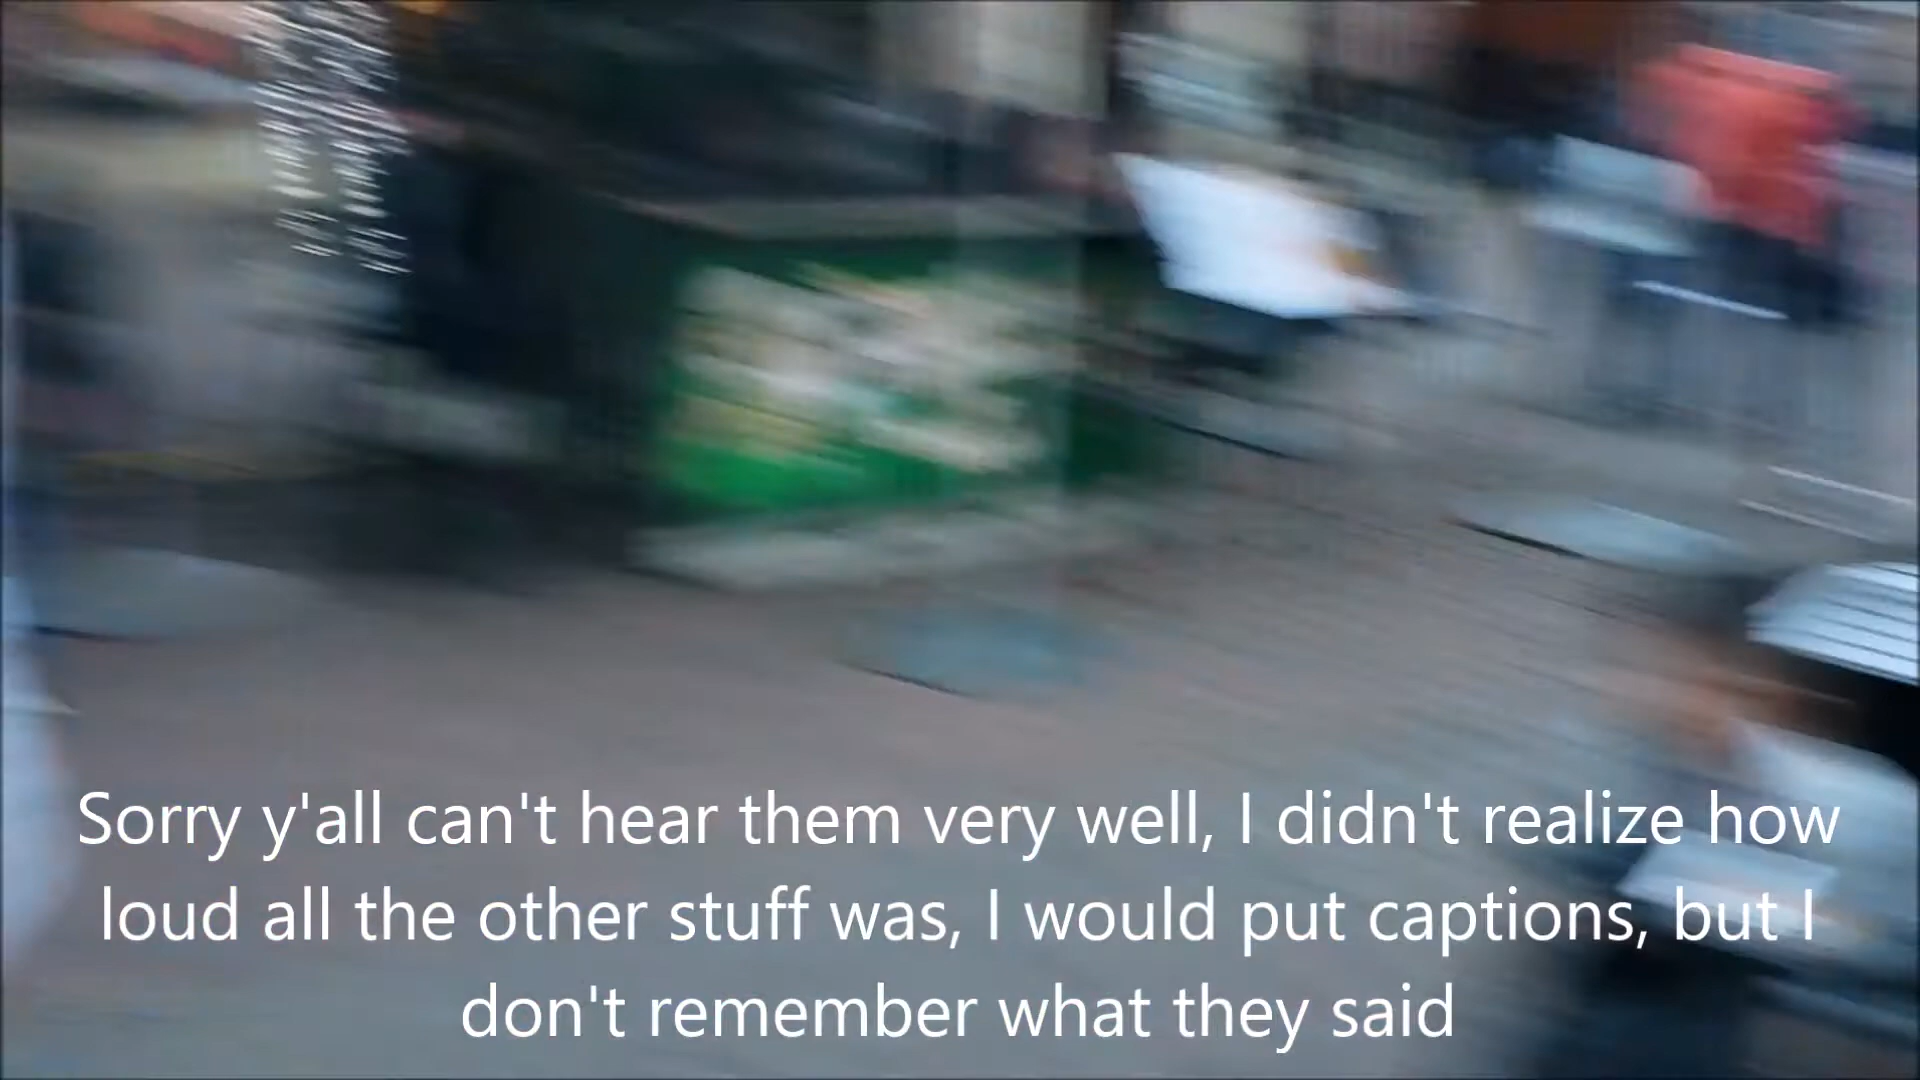 Sorry y'all can't hear them very well, I didn't realize how
loud all the other stuff was, I would put captions, but I
don't remember what they said